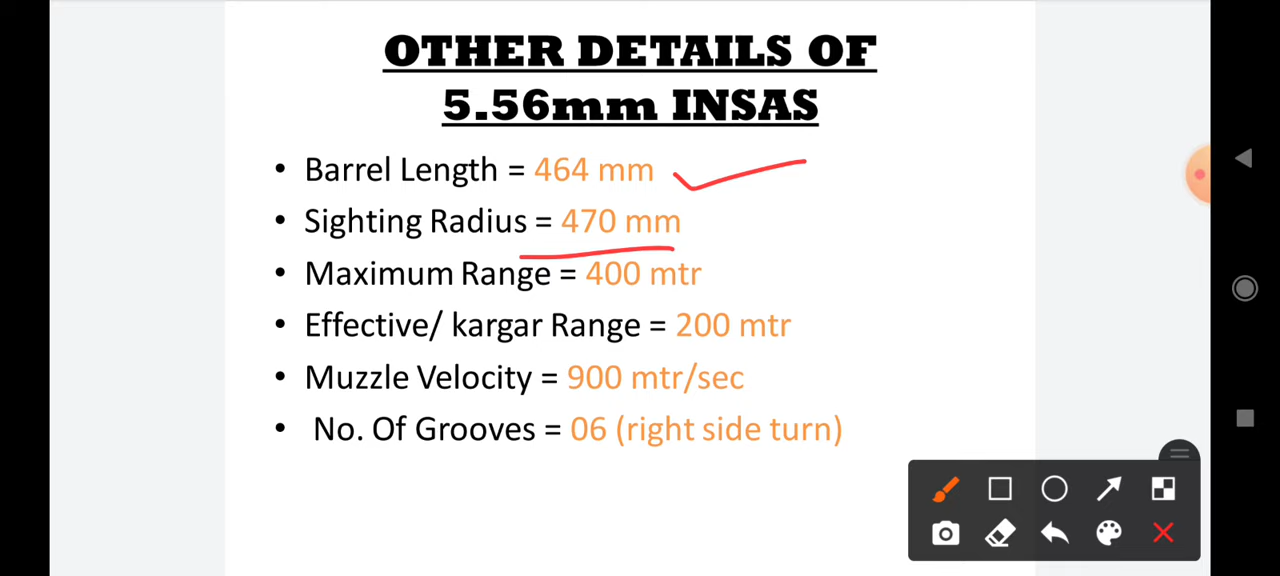 OTHER DETAILS OF
5.56mm INSAS
• Barrel Length = 464 mm
• Sighting Radius = 470 mm
• Maximum Range = 400 mtr
• Effective/ kargar Range = 200 mtr
• Muzzle Velocity = 900 mtr/sec
• No. Of Grooves = 06 (right side turn)